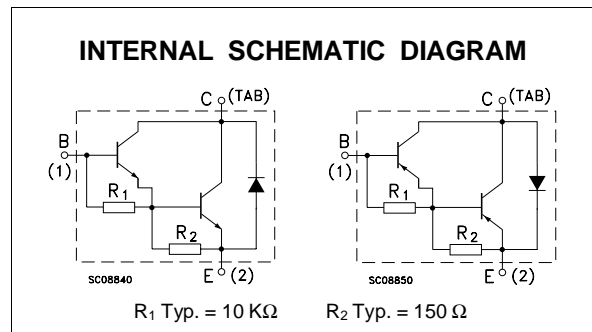 INTERNAL SCHEMATIC DIAGRAM
C (TAB)
B
(1)
R1
R2
E (2)
SC08840
C (TAB)
B
(1)
R1
R2
E (2)
SC08850
R1 Typ. = 10 KΩ R2 Typ. = 150 Ω